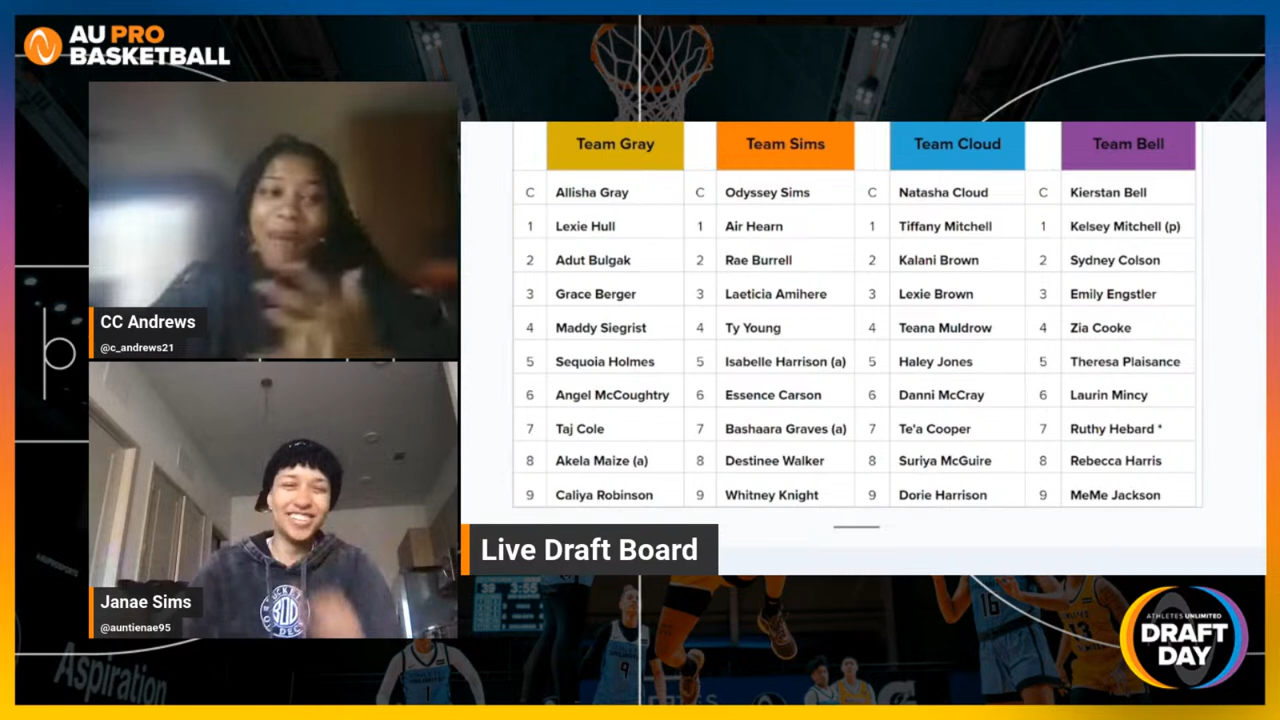 AU PRO
BASKETBALL
CC Andrews
@c_andrews21
Janae Sims
@auntienae95
Team Gray Team Sims Team Cloud Team Bell
C Allisha Gray C Odyssey Sims C Natasha Cloud C Kierstan Bell
1 Lexie Hull 1 Air Hearn 1 Tiffany Mitchell 1 Kelsey Mitchell (p)
2 Adut Bulgak 2 Rae Burrell 2 Kalani Brown 2 Sydney Colson
3 Grace Berger 3 Laeticia Amihere 3 Lexie Brown 3 Emily Engstler
4 Maddy Siegrist 4 Ty Young 4 Teana Muldrow 4 Zia Cooke
5 Sequoia Holmes 5 Isabelle Harrison (a) 5 Haley Jones 5 Theresa Plaisance
6 Angel McCoughtry 6 Essence Carson 6 Danni McCray 6 Laurin Mincy
7 Taj Cole 7 Bashaara Graves (a) 7 Te'a Cooper 7 Ruthy Hebard *
8 Akela Maize (a) 8 Destinee Walker 8 Suriya McGuire 8 Rebecca Harris
9 Caliya Robinson 9 Whitney Knight 9 Dorie Harrison 9 MeMe Jackson
Live Draft Board
Aspiration
3:55
1
9
16
13
ATHLETES UNLIMITED
DRAFT
DAY